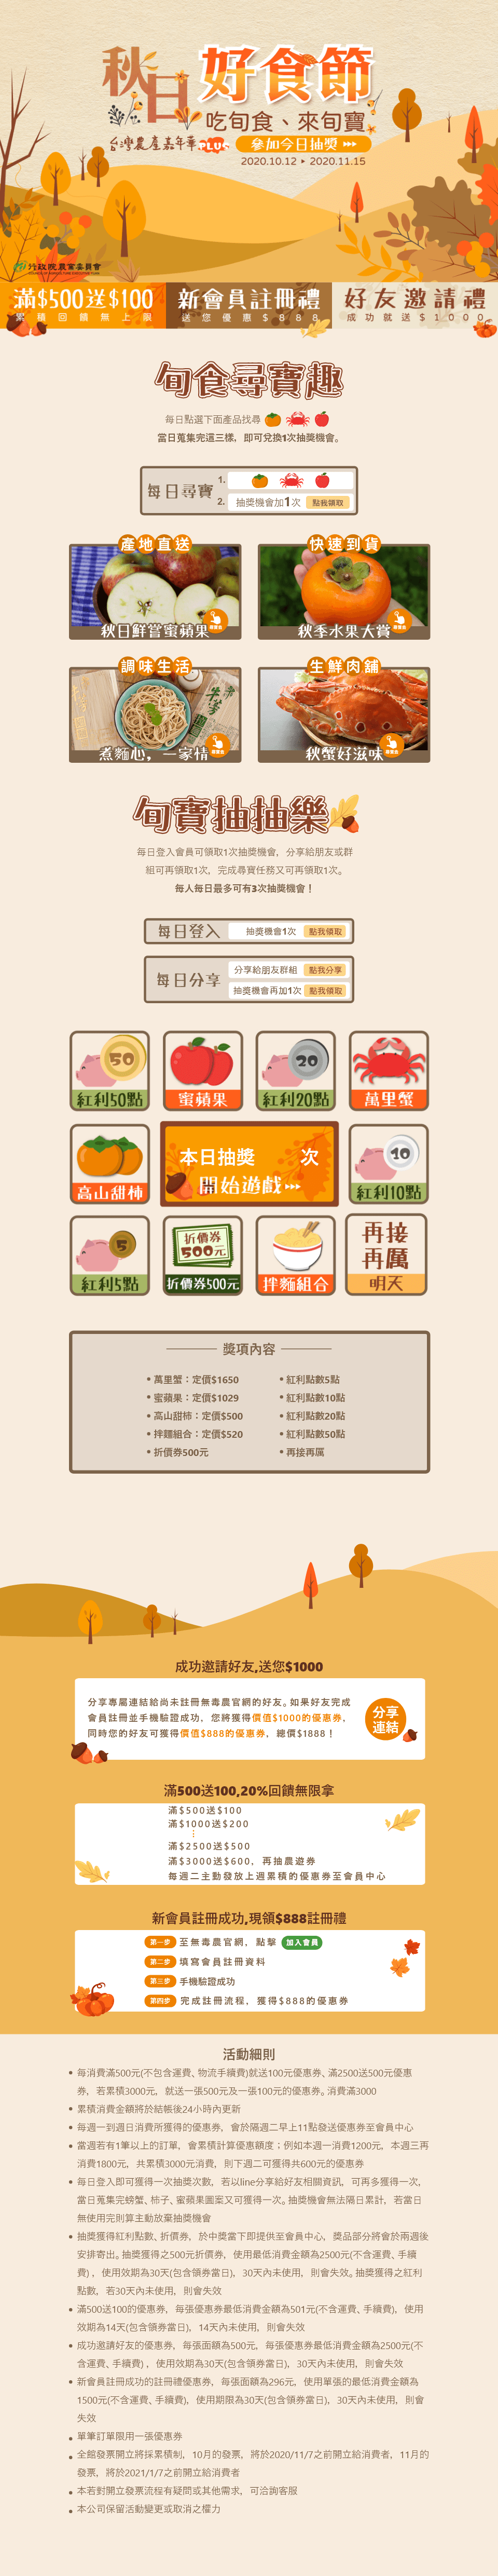 秋日
好食節
吃旬食、來旬寶
台灣農產嘉年華 PLUS
參加今日抽獎
2020.10.12 ▸ 2020.11.15
行政院農業委員會
滿$500送$100
累積回饋無上限
新會員註冊禮
送您優惠$888
好友邀請禮
成功就送$1000
旬食尋寶趣
每日點選下面產品找尋
當日蒐集完這三樣，即可兌換1次抽獎機會。
每日尋寶
1.
2. 抽獎機會加1次 點我領取
產地直送
秋日鮮嘗蜜蘋果
快速到貨
秋季水果大賞
調味生活
煮麵心，一家情
生鮮肉舖
秋蟹好滋味
旬寶抽抽樂
每日登入會員可領取1次抽獎機會，分享給朋友或群
組可再領取1次，完成尋寶任務又可再領取1次。
每人每日最多可有3次抽獎機會！
每日登入 抽獎機會1次 點我領取
每日分享
分享給朋友群組 點我分享
抽獎機會再加1次 點我領取
50
紅利50點
蜜蘋果
20
紅利20點
萬里蟹
高山甜柿
本日抽獎 次
開始遊戲
10
紅利10點
5
紅利5點
折價券
500元
折價券500元
拌麵組合
再接
再厲
明天
獎項內容
• 萬里蟹：定價$1650
• 蜜蘋果：定價$1029
• 高山甜柿：定價$500
• 拌麵組合：定價$520
• 折價券500元
• 紅利點數5點
• 紅利點數10點
• 紅利點數20點
• 紅利點數50點
• 再接再厲
成功邀請好友,送您$1000
分享專屬連結給尚未註冊無毒農官網的好友。如果好友完成
會員註冊並手機驗證成功，您將獲得價值$1000的優惠券，
同時您的好友可獲得價值$888的優惠券，總價$1888！
分享
連結
滿500送100,20%回饋無限拿
滿$500送$100
滿$1000送$200
⋮
滿$2500送$500
滿$3000送$600，再抽農遊券
每週二主動發放上週累積的優惠券至會員中心
新會員註冊成功,現領$888註冊禮
第一步 至無毒農官網，點擊 加入會員
第二步 填寫會員註冊資料
第三步 手機驗證成功
第四步 完成註冊流程，獲得$888的優惠券
活動細則
• 每消費滿500元(不包含運費、物流手續費)就送100元優惠券、滿2500送500元優惠
券，若累積3000元，就送一張500元及一張100元的優惠券。消費滿3000
• 累積消費金額將於結帳後24小時內更新
• 每週一到週日消費所獲得的優惠券，會於隔週二早上11點發送優惠券至會員中心
• 當週若有1筆以上的訂單，會累積計算優惠額度；例如本週一消費1200元，本週三再
消費1800元，共累積3000元消費，則下週二可獲得共600元的優惠券
• 每日登入即可獲得一次抽獎次數，若以line分享給好友相關資訊，可再多獲得一次，
當日蒐集完螃蟹、柿子、蜜蘋果圖案又可獲得一次。抽獎機會無法隔日累計，若當日
無使用完則算主動放棄抽獎機會
• 抽獎獲得紅利點數、折價券，於中獎當下即提供至會員中心，獎品部分將會於兩週後
安排寄出。抽獎獲得之500元折價券，使用最低消費金額為2500元(不含運費、手續
費)，使用效期為30天(包含領券當日)，30天內未使用，則會失效。抽獎獲得之紅利
點數，若30天內未使用，則會失效
• 滿500送100的優惠券，每張優惠券最低消費金額為501元(不含運費、手續費)，使用
效期為14天(包含領券當日)，14天內未使用，則會失效
• 成功邀請好友的優惠券，每張面額為500元，每張優惠券最低消費金額為2500元(不
含運費、手續費)，使用效期為30天(包含領券當日)，30天內未使用，則會失效
• 新會員註冊成功的註冊禮優惠券，每張面額為296元，使用單張的最低消費金額為
1500元(不含運費、手續費)，使用期限為30天(包含領券當日)，30天內未使用，則會
失效
• 單筆訂單限用一張優惠券
• 全館發票開立將採累積制，10月的發票，將於2020/11/7之前開立給消費者，11月的
發票，將於2021/1/7之前開立給消費者
• 本若對開立發票流程有疑問或其他需求，可洽詢客服
• 本公司保留活動變更或取消之權力